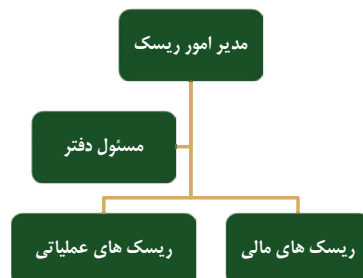 مدیر امور ریسک
مسئول دفتر
ریسک های مالی
ریسک های عملیاتی